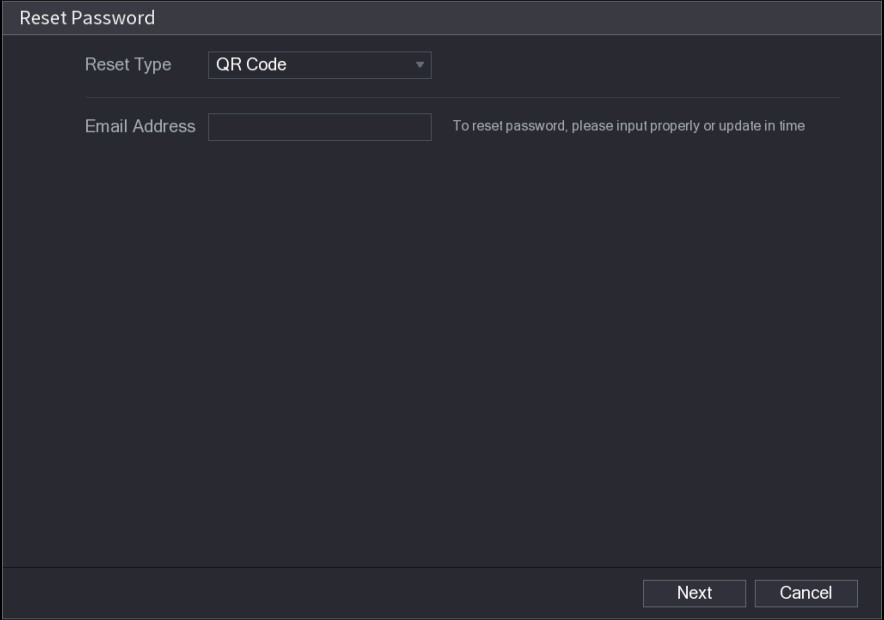 Reset Password
Reset Type QR Code
Email Address To reset password, please input properly or update in time
Next Cancel